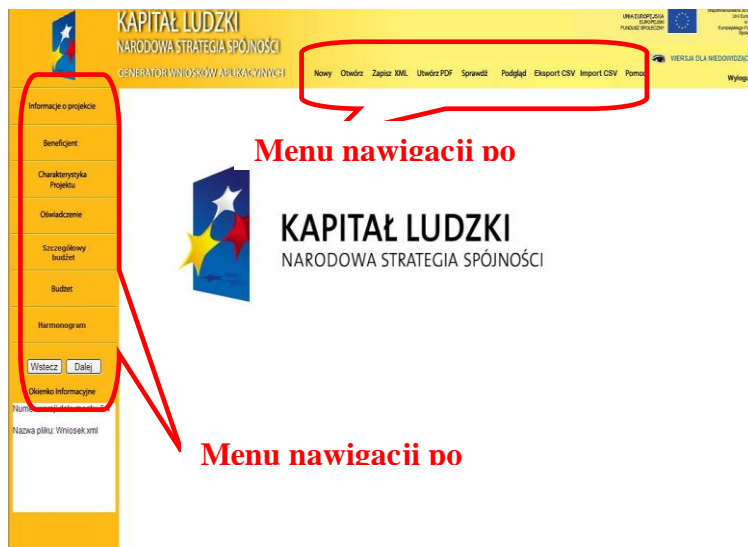 KAPITAŁ LUDZKI
NARODOWA STRATEGIA SPÓJNOŚCI
GENERATOR WNIOSKÓW APLIKACYJNYCH
UNIA EUROPEJSKA
EUROPEJSKI
FUNDUSZ SPOŁECZNY
WERSJA DLA NIEDOWIDZĄC
Nowy Otwórz Zapisz XML Utwórz PDF Sprawdź Podgląd Eksport CSV Import CSV Pomoc
Wylogu
Menu nawigacji po
Informacje o projekcie
Beneficjent
Charakterystyka
Projektu
Oświadczenie
Szczegółowy
budżet
Budżet
Harmonogram
Wstecz Dalej
Okienko Informacyjne
Nazwa pliku: Wniosek.xml
KAPITAŁ LUDZKI
NARODOWA STRATEGIA SPÓJNOŚCI
Menu nawigacji po